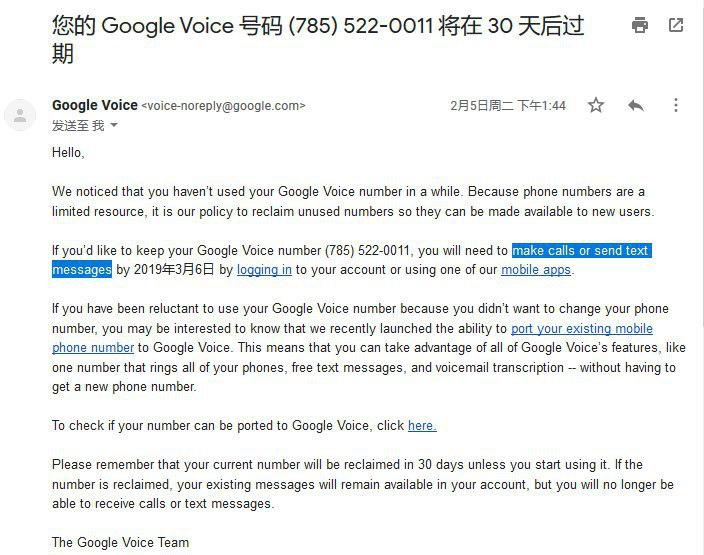 您的 Google Voice 号码 (785) 522-0011 将在 30 天后过
期
Google Voice <voice-noreply@google.com>
2月5日周二 下午1:44
发送至 我
Hello,
We noticed that you haven’t used your Google Voice number in a while. Because phone numbers are a
limited resource, it is our policy to reclaim unused numbers so they can be made available to new users.
If you’d like to keep your Google Voice number (785) 522-0011, you will need to make calls or send text
messages by 2019年3月6日 by logging in to your account or using one of our mobile apps.
If you have been reluctant to use your Google Voice number because you didn’t want to change your phone
number, you may be interested to know that we recently launched the ability to port your existing mobile
phone number to Google Voice. This means that you can take advantage of all of Google Voice’s features, like
one number that rings all of your phones, free text messages, and voicemail transcription -- without having to
get a new phone number.
To check if your number can be ported to Google Voice, click here.
Please remember that your current number will be reclaimed in 30 days unless you start using it. If the
number is reclaimed, your existing messages will remain available in your account, but you will no longer be
able to receive calls or text messages.
The Google Voice Team